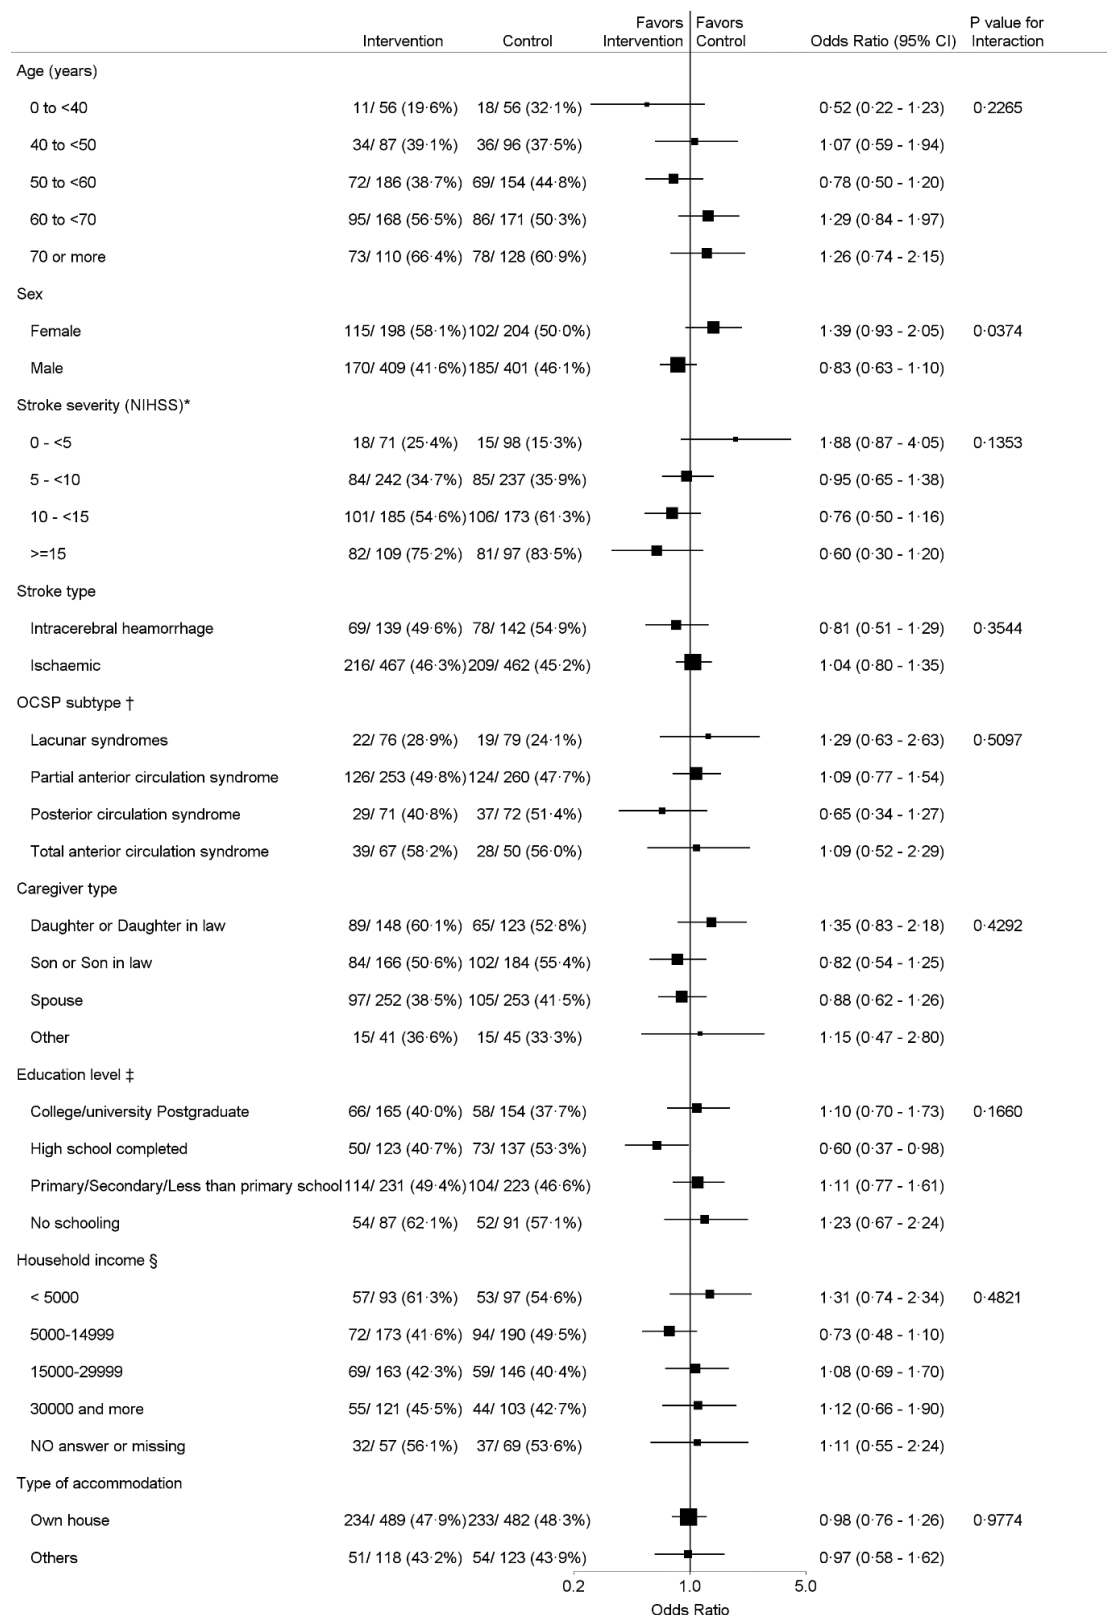 Favors Favors P value for
Intervention Control Intervention Control Odds Ratio (95% CI) Interaction
Age (years)
0 to <40 11/ 56 (19·6%) 18/ 56 (32·1%) 0·52 (0·22 - 1·23) 0·2265
40 to <50 34/ 87 (39·1%) 36/ 96 (37·5%) 1·07 (0·59 - 1·94)
50 to <60 72/ 186 (38·7%) 69/ 154 (44·8%) 0·78 (0·50 - 1·20)
60 to <70 95/ 168 (56·5%) 86/ 171 (50·3%) 1·29 (0·84 - 1·97)
70 or more 73/ 110 (66·4%) 78/ 128 (60·9%) 1·26 (0·74 - 2·15)
Sex
Female 115/ 198 (58·1%) 102/ 204 (50·0%) 1·39 (0·93 - 2·05) 0·0374
Male 170/ 409 (41·6%) 185/ 401 (46·1%) 0·83 (0·63 - 1·10)
Stroke severity (NIHSS)*
0 - <5 18/ 71 (25·4%) 15/ 98 (15·3%) 1·88 (0·87 - 4·05) 0·1353
5 - <10 84/ 242 (34·7%) 85/ 237 (35·9%) 0·95 (0·65 - 1·38)
10 - <15 101/ 185 (54·6%) 106/ 173 (61·3%) 0·76 (0·50 - 1·16)
>=15 82/ 109 (75·2%) 81/ 97 (83·5%) 0·60 (0·30 - 1·20)
Stroke type
Intracerebral heamorrhage 69/ 139 (49·6%) 78/ 142 (54·9%) 0·81 (0·51 - 1·29) 0·3544
Ischaemic 216/ 467 (46·3%) 209/ 462 (45·2%) 1·04 (0·80 - 1·35)
OCSP subtype †
Lacunar syndromes 22/ 76 (28·9%) 19/ 79 (24·1%) 1·29 (0·63 - 2·63) 0·5097
Partial anterior circulation syndrome 126/ 253 (49·8%) 124/ 260 (47·7%) 1·09 (0·77 - 1·54)
Posterior circulation syndrome 29/ 71 (40·8%) 37/ 72 (51·4%) 0·65 (0·34 - 1·27)
Total anterior circulation syndrome 39/ 67 (58·2%) 28/ 50 (56·0%) 1·09 (0·52 - 2·29)
Caregiver type
Daughter or Daughter in law 89/ 148 (60·1%) 65/ 123 (52·8%) 1·35 (0·83 - 2·18) 0·4292
Son or Son in law 84/ 166 (50·6%) 102/ 184 (55·4%) 0·82 (0·54 - 1·25)
Spouse 97/ 252 (38·5%) 105/ 253 (41·5%) 0·88 (0·62 - 1·26)
Other 15/ 41 (36·6%) 15/ 45 (33·3%) 1·15 (0·47 - 2·80)
Education level ‡
College/university Postgraduate 66/ 165 (40·0%) 58/ 154 (37·7%) 1·10 (0·70 - 1·73) 0·1660
High school completed 50/ 123 (40·7%) 73/ 137 (53·3%) 0·60 (0·37 - 0·98)
Primary/Secondary/Less than primary school 114/ 231 (49·4%) 104/ 223 (46·6%) 1·11 (0·77 - 1·61)
No schooling 54/ 87 (62·1%) 52/ 91 (57·1%) 1·23 (0·67 - 2·24)
Household income §
< 5000 57/ 93 (61·3%) 53/ 97 (54·6%) 1·31 (0·74 - 2·34) 0·4821
5000-14999 72/ 173 (41·6%) 94/ 190 (49·5%) 0·73 (0·48 - 1·10)
15000-29999 69/ 163 (42·3%) 59/ 146 (40·4%) 1·08 (0·69 - 1·70)
30000 and more 55/ 121 (45·5%) 44/ 103 (42·7%) 1·12 (0·66 - 1·90)
NO answer or missing 32/ 57 (56·1%) 37/ 69 (53·6%) 1·11 (0·55 - 2·24)
Type of accommodation
Own house 234/ 489 (47·9%) 233/ 482 (48·3%) 0·98 (0·76 - 1·26) 0·9774
Others 51/ 118 (43·2%) 54/ 123 (43·9%) 0·97 (0·58 - 1·62)
0.2 1.0 5.0
Odds Ratio